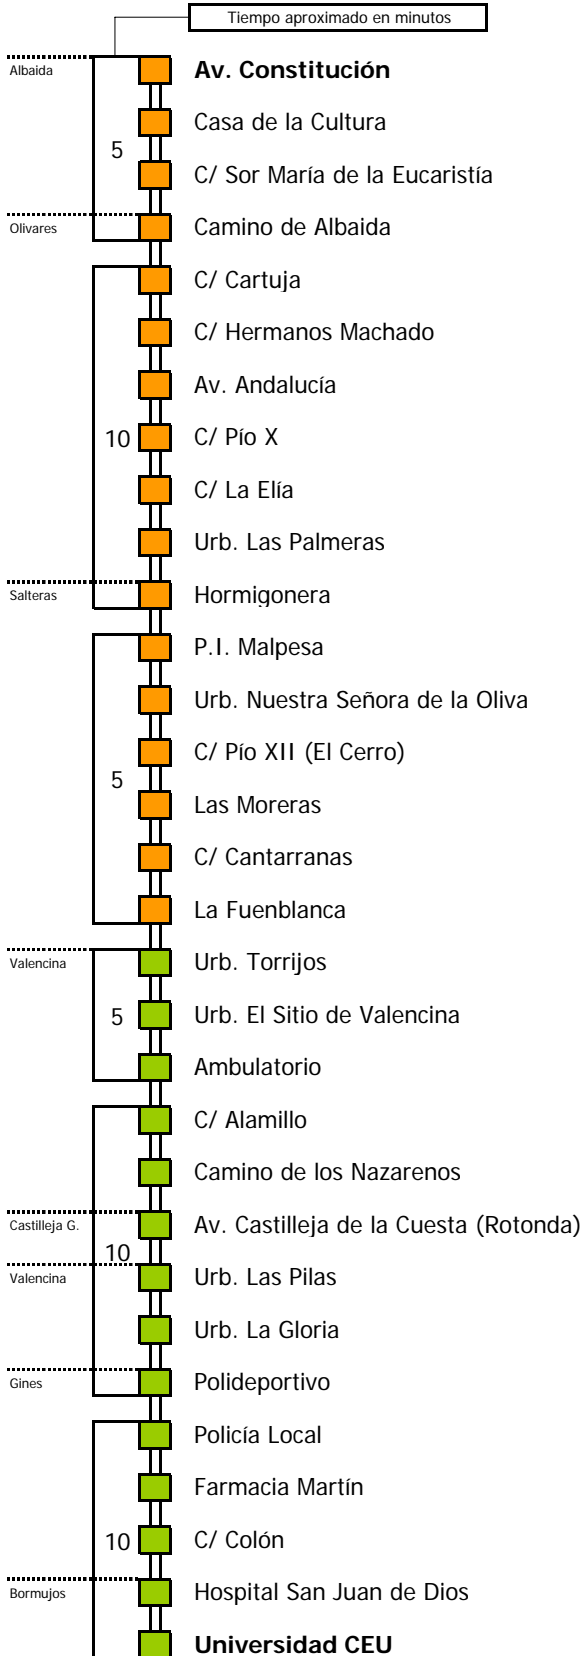 Tiempo aproximado en minutos
Albaida
Av. Constitución
Casa de la Cultura
5
C/ Sor María de la Eucaristía
Olivares
Camino de Albaida
C/ Cartuja
C/ Hermanos Machado
Av. Andalucía
10
C/ Pío X
C/ La Elía
Urb. Las Palmeras
Salteras
Hormigonera
P.I. Malpesa
Urb. Nuestra Señora de la Oliva
C/ Pío XII (El Cerro)
5
Las Moreras
C/ Cantarranas
La Fuenblanca
Valencina
Urb. Torrijos
5
Urb. El Sitio de Valencina
Ambulatorio
C/ Alamillo
Camino de los Nazarenos
Castilleja G.
Av. Castilleja de la Cuesta (Rotonda)
10
Valencina
Urb. Las Pilas
Urb. La Gloria
Gines
Polideportivo
Policía Local
Farmacia Martín
10
C/ Colón
Bormujos
Hospital San Juan de Dios
Universidad CEU